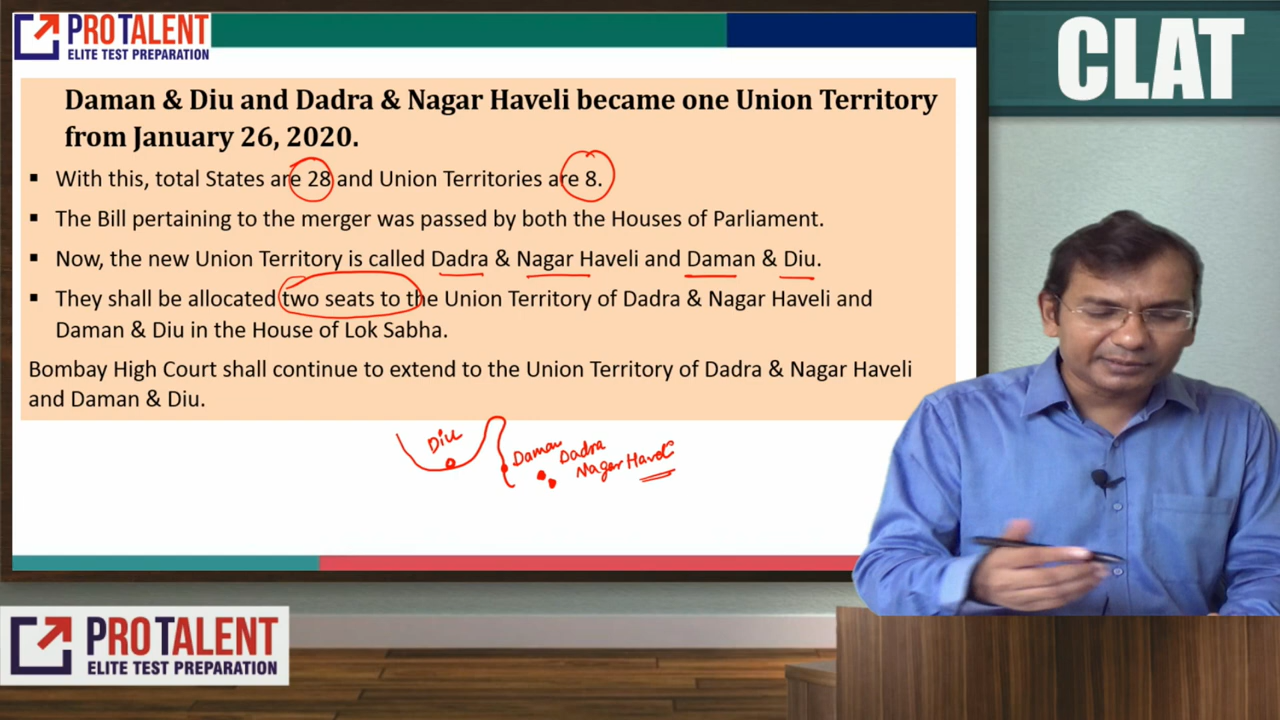 PROTALENT
ELITE TEST PREPARATION
CLAT
Daman & Diu and Dadra & Nagar Haveli became one Union Territory
from January 26, 2020.
▪ With this, total States are 28 and Union Territories are 8.
▪ The Bill pertaining to the merger was passed by both the Houses of Parliament.
▪ Now, the new Union Territory is called Dadra & Nagar Haveli and Daman & Diu.
▪ They shall be allocated two seats to the Union Territory of Dadra & Nagar Haveli and
Daman & Diu in the House of Lok Sabha.
Bombay High Court shall continue to extend to the Union Territory of Dadra & Nagar Haveli
and Daman & Diu.
Diu
Daman
Dadra
Nagar
PROTALENT
ELITE TEST PREPARATION